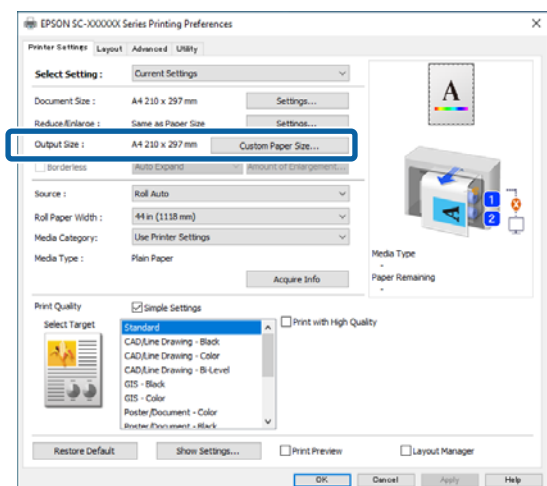 EPSON SC-XXXXXX Series Printing Preferences
Printer Settings Layout Advanced Utility
Select Setting : Current Settings
Document Size : A4 210 x 297 mm Settings...
Reduce/Enlarge : Same as Paper Size Settings...
Output Size : A4 210 x 297 mm Custom Paper Size...
Borderless Auto Expand Amount of Enlargement...
Source : Roll Auto
Roll Paper Width : 44 in (1118 mm)
Media Category: Use Printer Settings
Media Type : Plain Paper
Acquire Info
A
A
1
2
Media Type
-
Paper Remaining
-
Print Quality Simple Settings
Select Target
Standard
CAD/Line Drawing - Black
CAD/Line Drawing - Color
CAD/Line Drawing - Bi-Level
GIS - Black
GIS - Color
Poster/Document - Color
Poster/Document - Black
Print with High Quality
Restore Default Show Settings... Print Preview Layout Manager
OK Cancel Apply Help